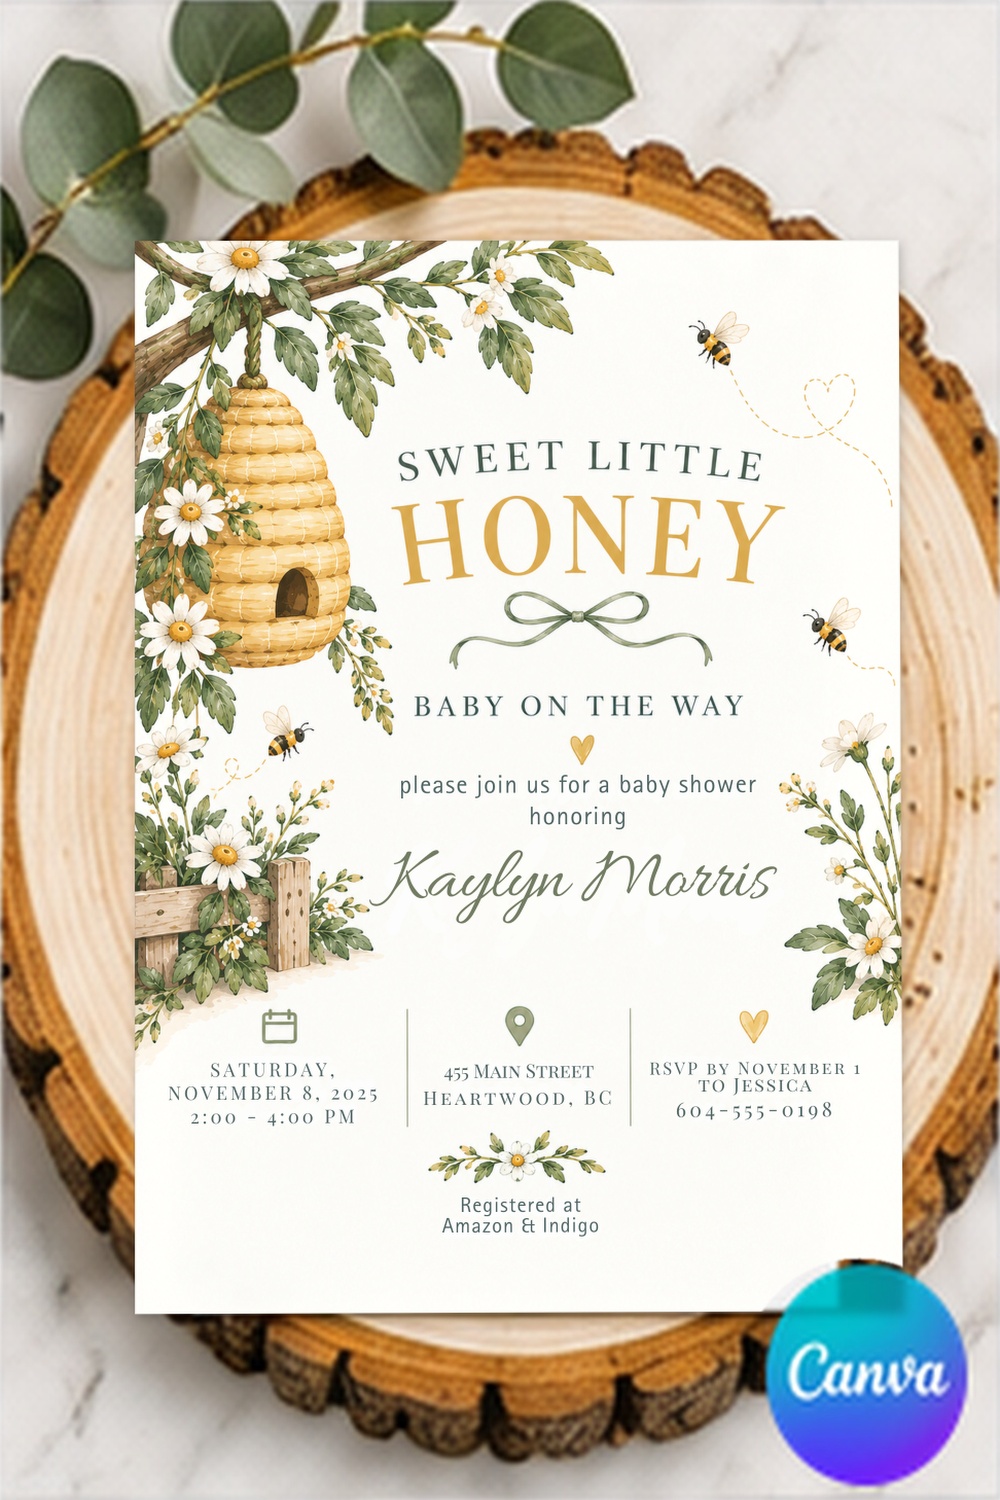 SWEET LITTLE
HONEY
BABY ON THE WAY
please join us for a baby shower
honoring
Kaylyn Morris
SATURDAY,
NOVEMBER 8, 2025
2:00 - 4:00 PM
455 MAIN STREET
HEARTWOOD, BC
RSVP BY NOVEMBER 1
TO JESSICA
604-555-0198
Registered at
Amazon & Indigo
Canva